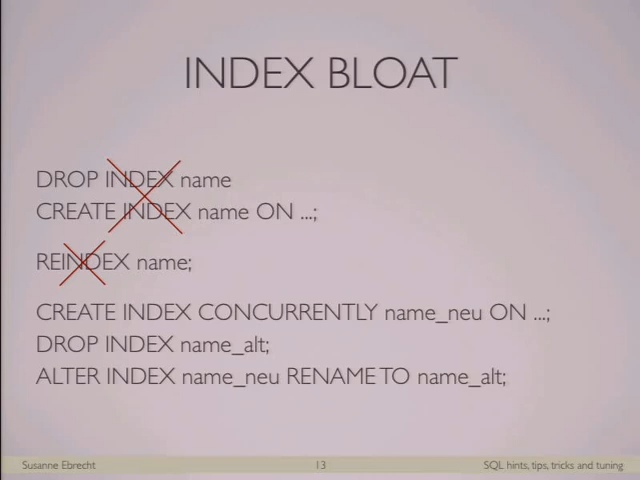 INDEX BLOAT
DROP INDEX name
CREATE INDEX name ON ...;
REINDEX name;
CREATE INDEX CONCURRENTLY name_neu ON ...;
DROP INDEX name_alt;
ALTER INDEX name_neu RENAME TO name_alt;
Susanne Ebrecht
13
SQL hints, tips, tricks and tuning